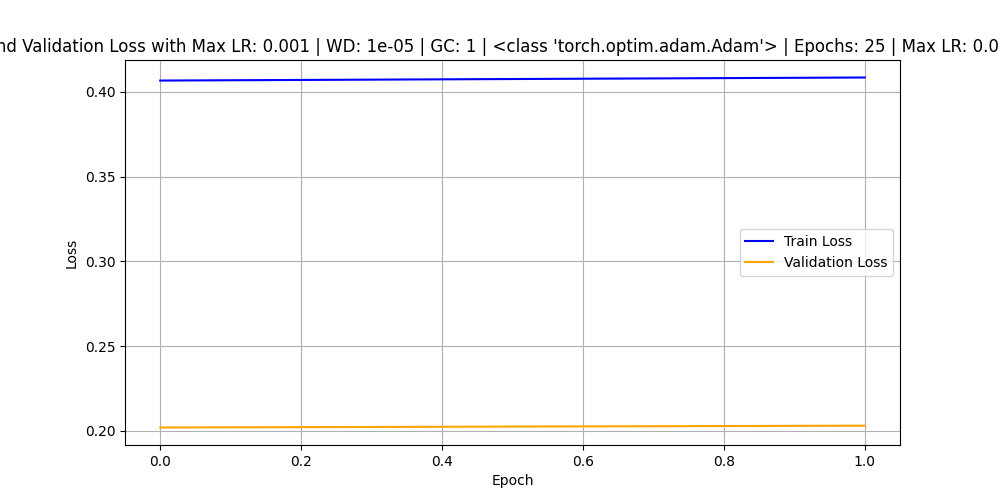 nd Validation Loss with Max LR: 0.001 | WD: 1e-05 | GC: 1 | <class 'torch.optim.adam.Adam'> | Epochs: 25 | Max LR: 0.0
0.40
0.35
0.30
0.25
0.20
Loss
Train Loss
Validation Loss
0.0 0.2 0.4 0.6 0.8 1.0
Epoch